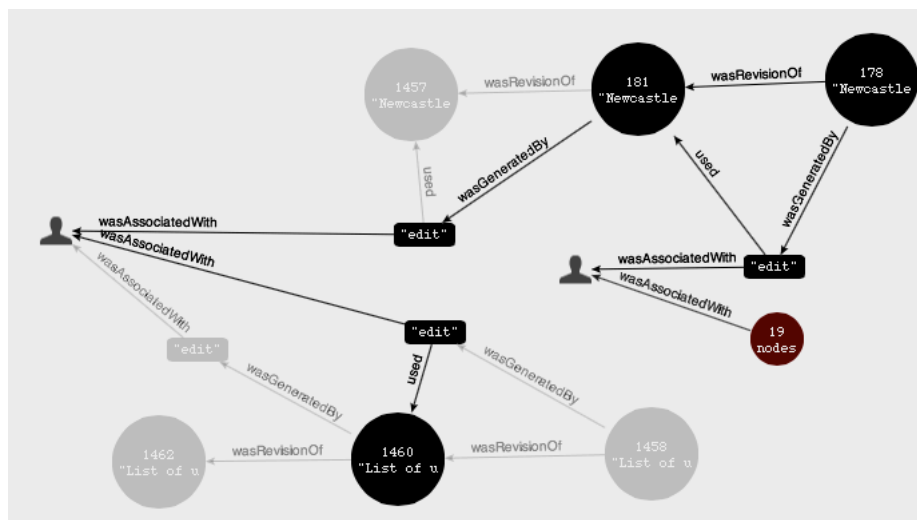 1457
"Newcastle
wasRevisionOf
181
"Newcastle
wasRevisionOf
178
"Newcastle
used
wasGeneratedBy
used
wasGeneratedBy
wasAssociatedWith
"edit"
wasAssociatedWith
wasAssociatedWith
"edit"
wasAssociatedWith
wasAssociatedWith
19
nodes
"edit"
"edit"
used
wasGeneratedBy
wasGeneratedBy
1462
"List of u
wasRevisionOf
1460
"List of u
wasRevisionOf
1458
"List of u